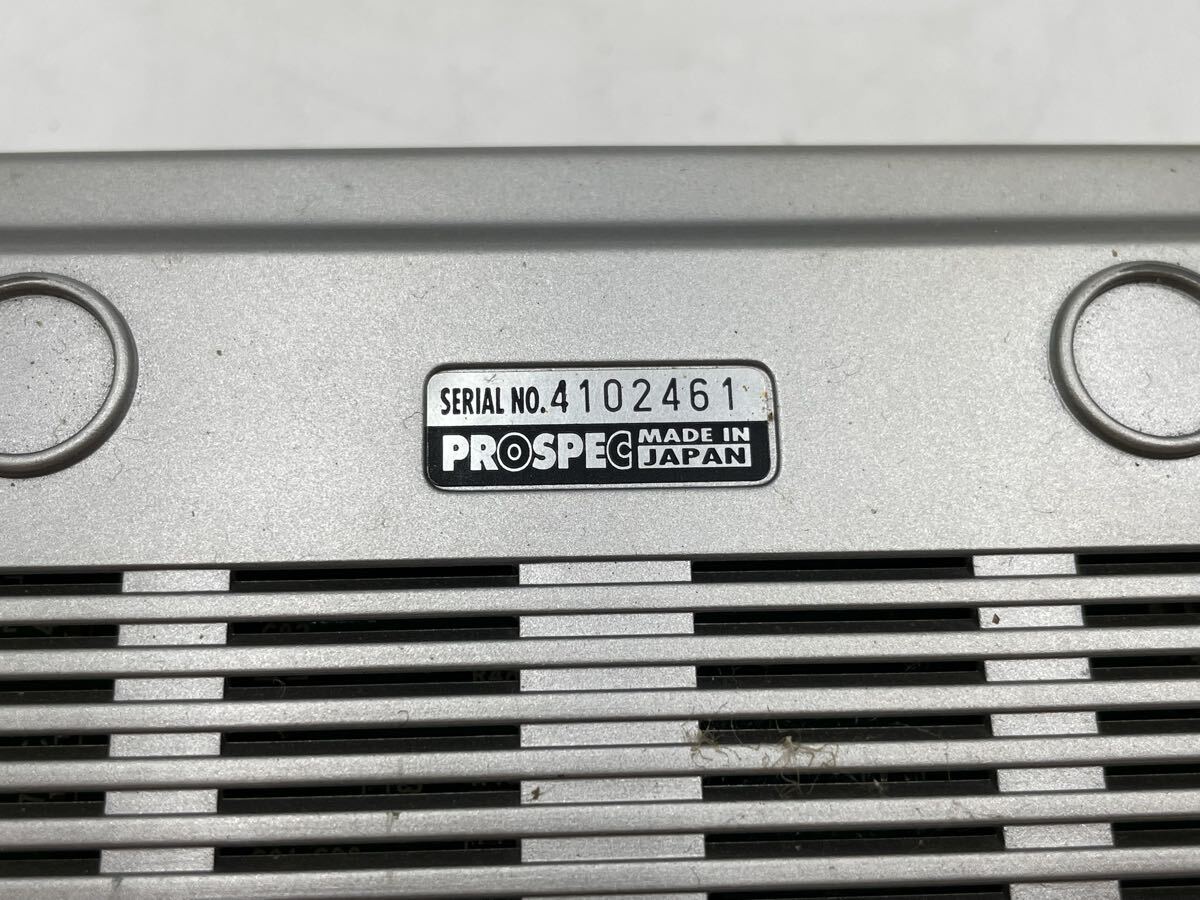 SERIAL NO. 4102461
PROSPEC MADE IN
JAPAN